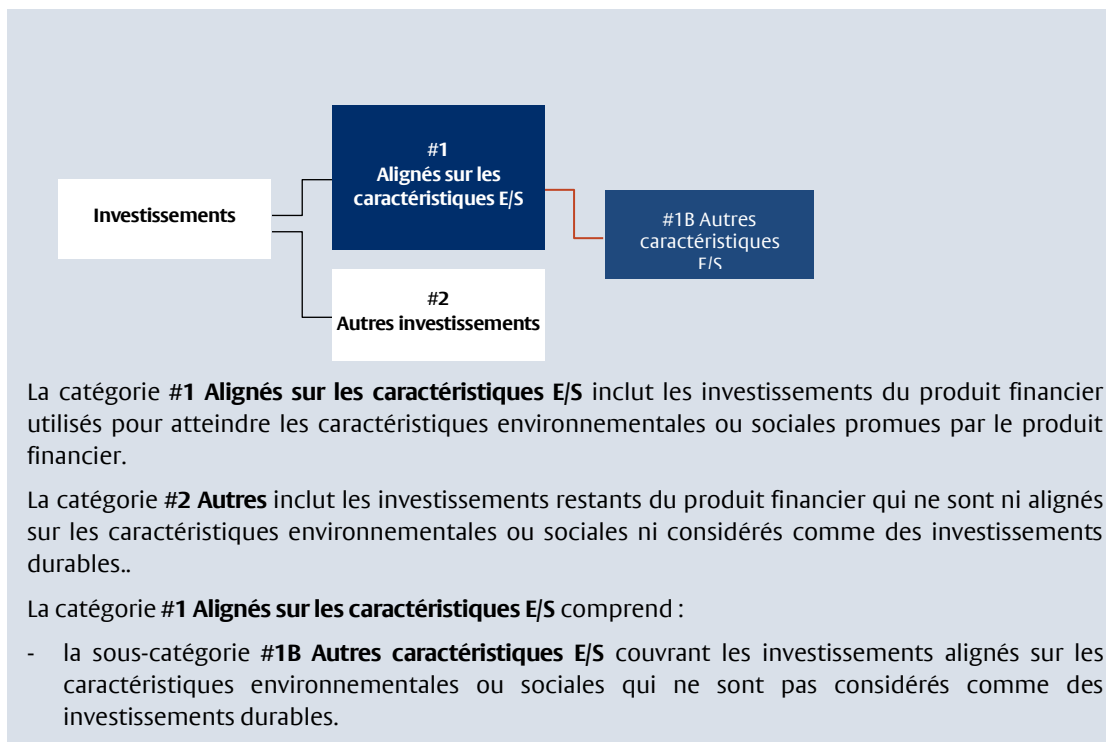 #1
Alignés sur les
caractéristiques E/S
Investissements
#1B Autres
caractéristiques
E/S
#2
Autres investissements
La catégorie #1 Alignés sur les caractéristiques E/S inclut les investissements du produit financier
utilisés pour atteindre les caractéristiques environnementales ou sociales promues par le produit
financier.
La catégorie #2 Autres inclut les investissements restants du produit financier qui ne sont ni alignés
sur les caractéristiques environnementales ou sociales ni considérés comme des investissements
durables..
La catégorie #1 Alignés sur les caractéristiques E/S comprend :
- la sous-catégorie #1B Autres caractéristiques E/S couvrant les investissements alignés sur les
caractéristiques environnementales ou sociales qui ne sont pas considérés comme des
investissements durables.